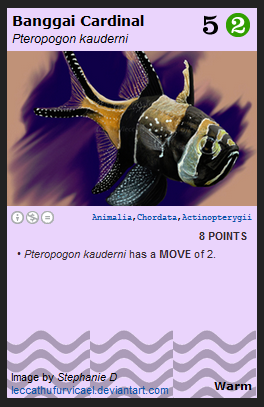 Banggai Cardinal 5 2
Pteropogon kauderni
Animalia,Chordata,Actinopterygii
8 POINTS
• Pteropogon kauderni has a MOVE of 2.
Image by Stephanie D
leccathufurvicael.deviantart.com
Warm